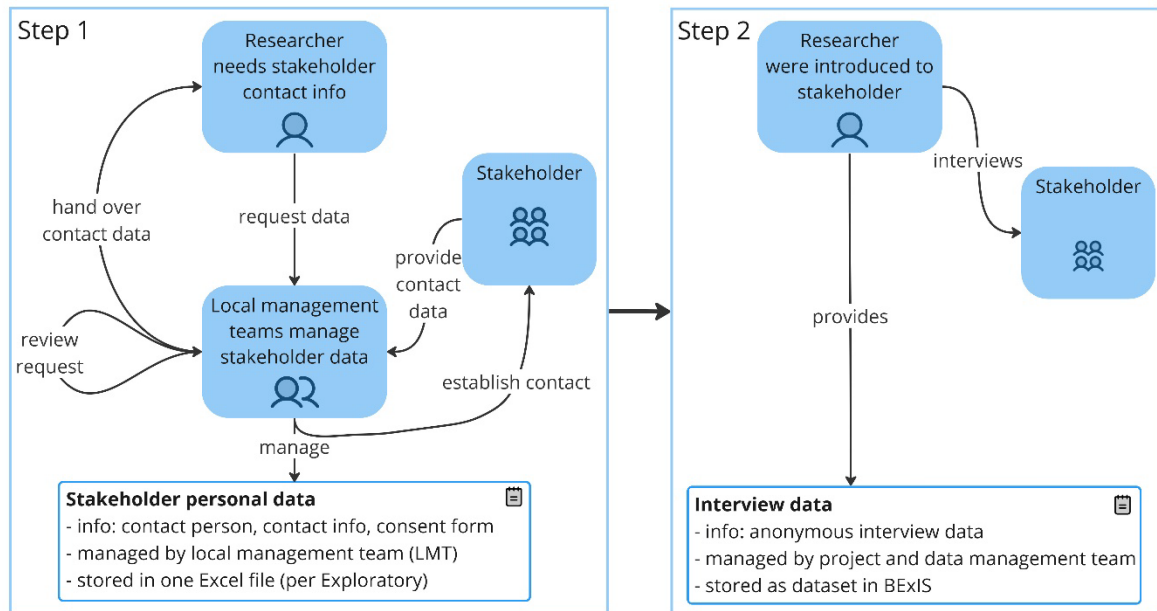 Step 1
Researcher
needs stakeholder
contact info
hand over
contact data
request data
Stakeholder
provide
contact
data
Local management
teams manage
stakeholder data
review
request
establish contact
manage
Stakeholder personal data
- info: contact person, contact info, consent form
- managed by local management team (LMT)
- stored in one Excel file (per Exploratory)
Step 2
Researcher
were introduced to
stakeholder
interviews
Stakeholder
provides
Interview data
- info: anonymous interview data
- managed by project and data management team
- stored as dataset in BExIS